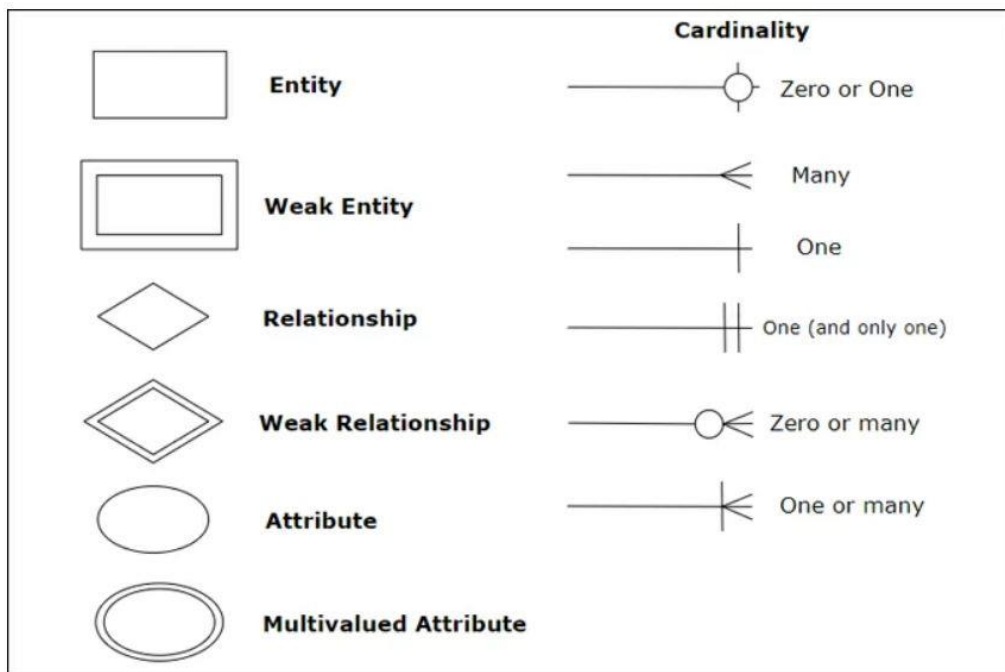 Entity
Weak Entity
Relationship
Weak Relationship
Attribute
Multivalued Attribute
Cardinality
Zero or One
Many
One
One (and only one)
Zero or many
One or many